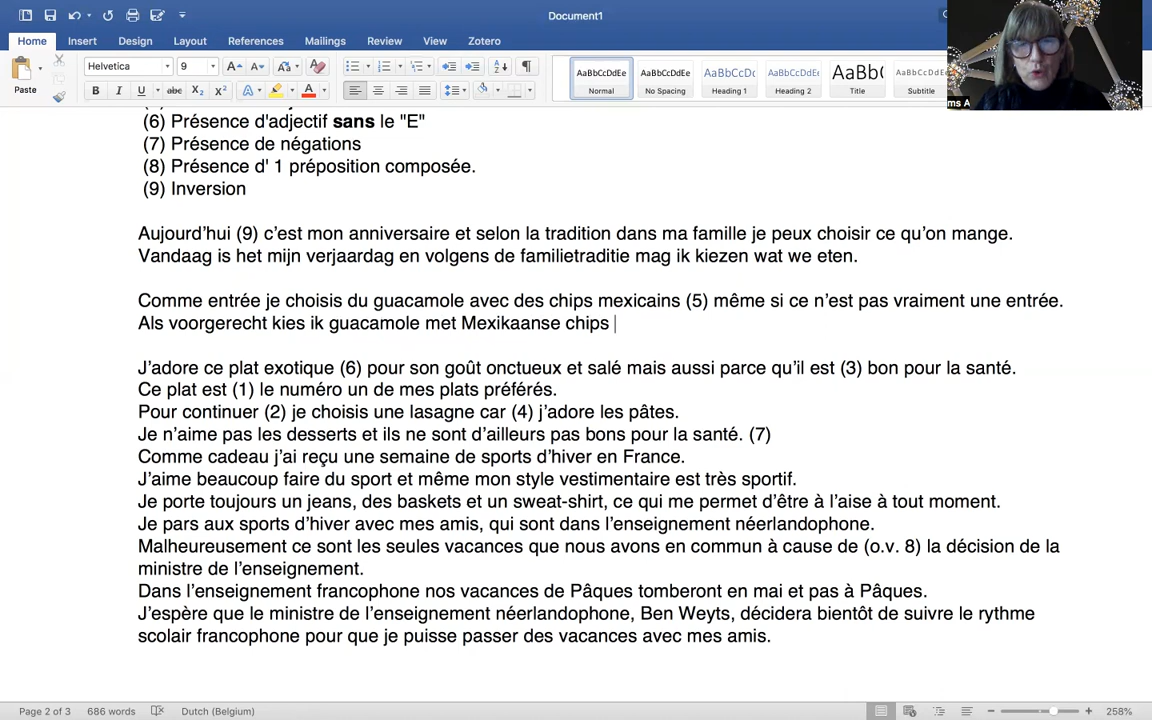 Document1
Home Insert Design Layout References Mailings Review View Zotero
Paste
Helvetica 9
AaBbCcDdEe AaBbCcDdEe AaBbCcDc AaBbCcDdEe AaBb( AaBbCcDdEe
Normal No Spacing Heading 1 Heading 2 Title Subtitle
ms A
(6) Présence d'adjectif sans le "E"
(7) Présence de négations
(8) Présence d' 1 préposition composée.
(9) Inversion
Aujourd’hui (9) c’est mon anniversaire et selon la tradition dans ma famille je peux choisir ce qu’on mange.
Vandaag is het mijn verjaardag en volgens de familietraditie mag ik kiezen wat we eten.
Comme entrée je choisis du guacamole avec des chips mexicains (5) même si ce n’est pas vraiment une entrée.
Als voorgerecht kies ik guacamole met Mexikaanse chips
J’adore ce plat exotique (6) pour son goût onctueux et salé mais aussi parce qu’il est (3) bon pour la santé.
Ce plat est (1) le numéro un de mes plats préférés.
Pour continuer (2) je choisis une lasagne car (4) j’adore les pâtes.
Je n’aime pas les desserts et ils ne sont d’ailleurs pas bons pour la santé. (7)
Comme cadeau j’ai reçu une semaine de sports d’hiver en France.
J’aime beaucoup faire du sport et même mon style vestimentaire est très sportif.
Je porte toujours un jeans, des baskets et un sweat-shirt, ce qui me permet d’être à l’aise à tout moment.
Je pars aux sports d’hiver avec mes amis, qui sont dans l’enseignement néerlandophone.
Malheureusement ce sont les seules vacances que nous avons en commun à cause de (o.v. 8) la décision de la
ministre de l’enseignement.
Dans l’enseignement francophone nos vacances de Pâques tomberont en mai et pas à Pâques.
J’espère que le ministre de l’enseignement néerlandophone, Ben Weyts, décidera bientôt de suivre le rythme
scolair francophone pour que je puisse passer des vacances avec mes amis.
Page 2 of 3 686 words Dutch (Belgium) 258%